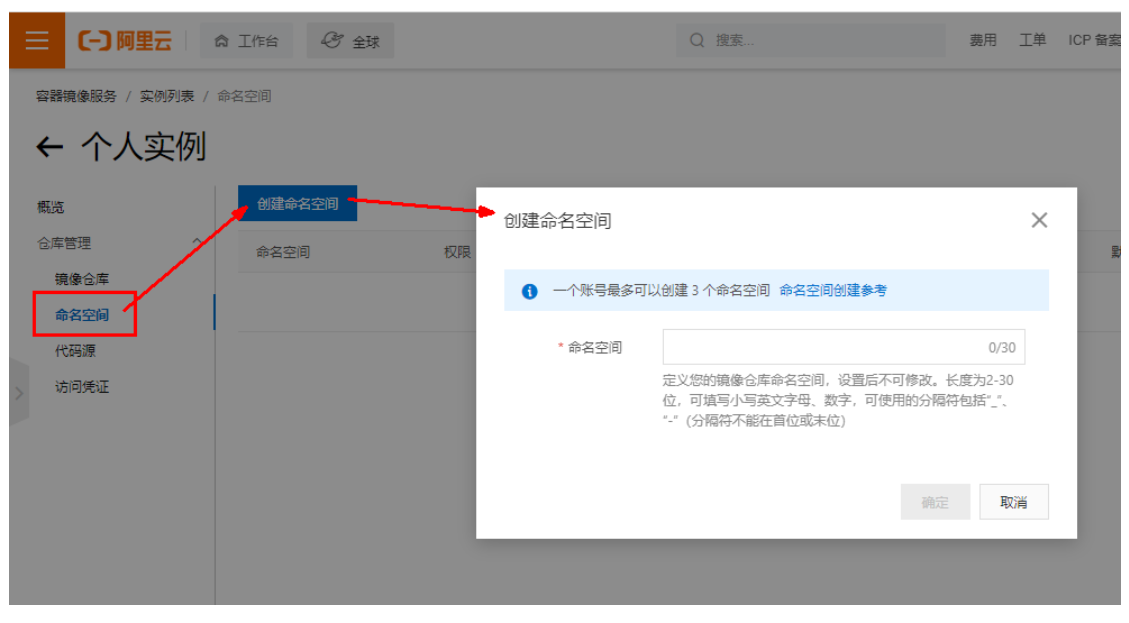 阿里云 工作台 全球 搜索... 费用 工单 ICP 备案
容器镜像服务 / 实例列表 / 命名空间
个人实例
概览
仓库管理
镜像仓库
命名空间
代码源
访问凭证
创建命名空间
命名空间 权限
创建命名空间
一个账号最多可以创建 3 个命名空间 命名空间创建参考
* 命名空间
0/30
定义您的镜像仓库命名空间，设置后不可修改。长度为2-30
位，可填写小写英文字母、数字，可使用的分隔符包括“_”、
“-”（分隔符不能在首位或末位）
确定 取消